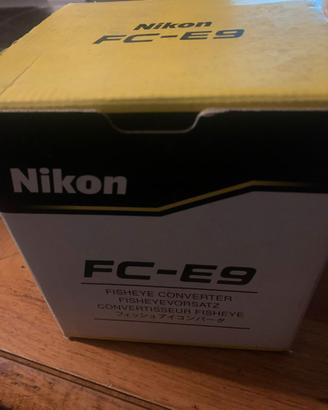 Nikon
FC-E9
Nikon
FC-E9
FISHEYE CONVERTER
FISHEYEVORSATZ
CONVERTISSEUR FISHEYE
フィッシュアイコンバータ